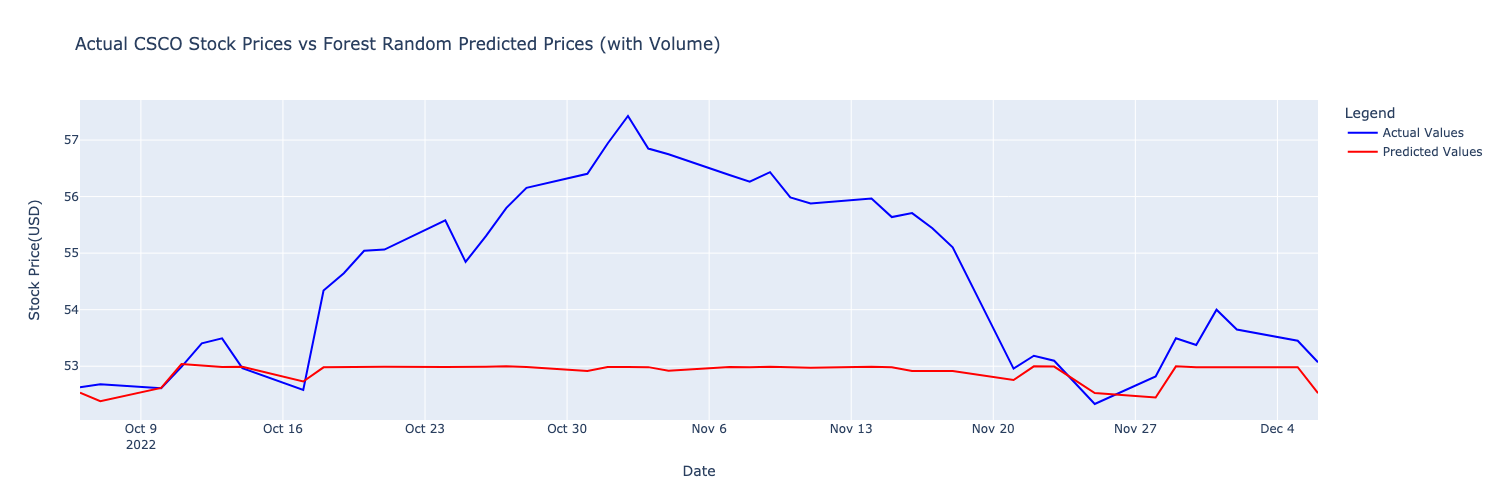 Actual CSCO Stock Prices vs Forest Random Predicted Prices (with Volume)
Legend
Actual Values
Predicted Values
Stock Price(USD)
57
56
55
54
53
Oct 9
2022
Oct 16
Oct 23
Oct 30
Nov 6
Nov 13
Nov 20
Nov 27
Dec 4
Date